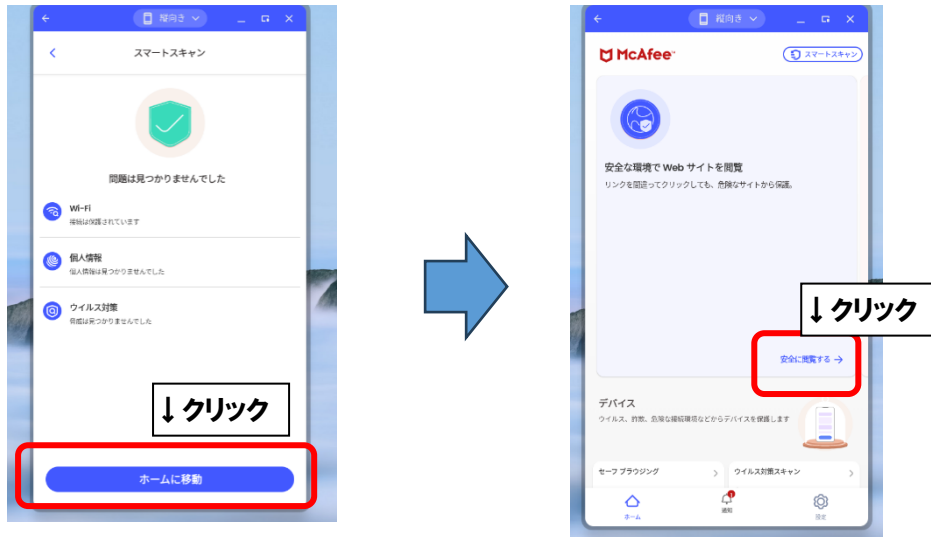 縦向き
スマートスキャン
問題は見つかりませんでした
Wi-Fi
接続は保護されています
個人情報
個人情報は見つかりませんでした
ウイルス対策
脅威は見つかりませんでした
↓クリック
ホームに移動
縦向き
McAfee™
スマートスキャン
安全な環境で Web サイトを閲覧
リンクを間違ってクリックしても、危険なサイトから保護。
↓クリック
安全に閲覧する →
デバイス
ウイルス、詐欺、危険な接続環境などからデバイスを保護します
セーフ ブラウジング
ウイルス対策スキャン
ホーム
通知
設定